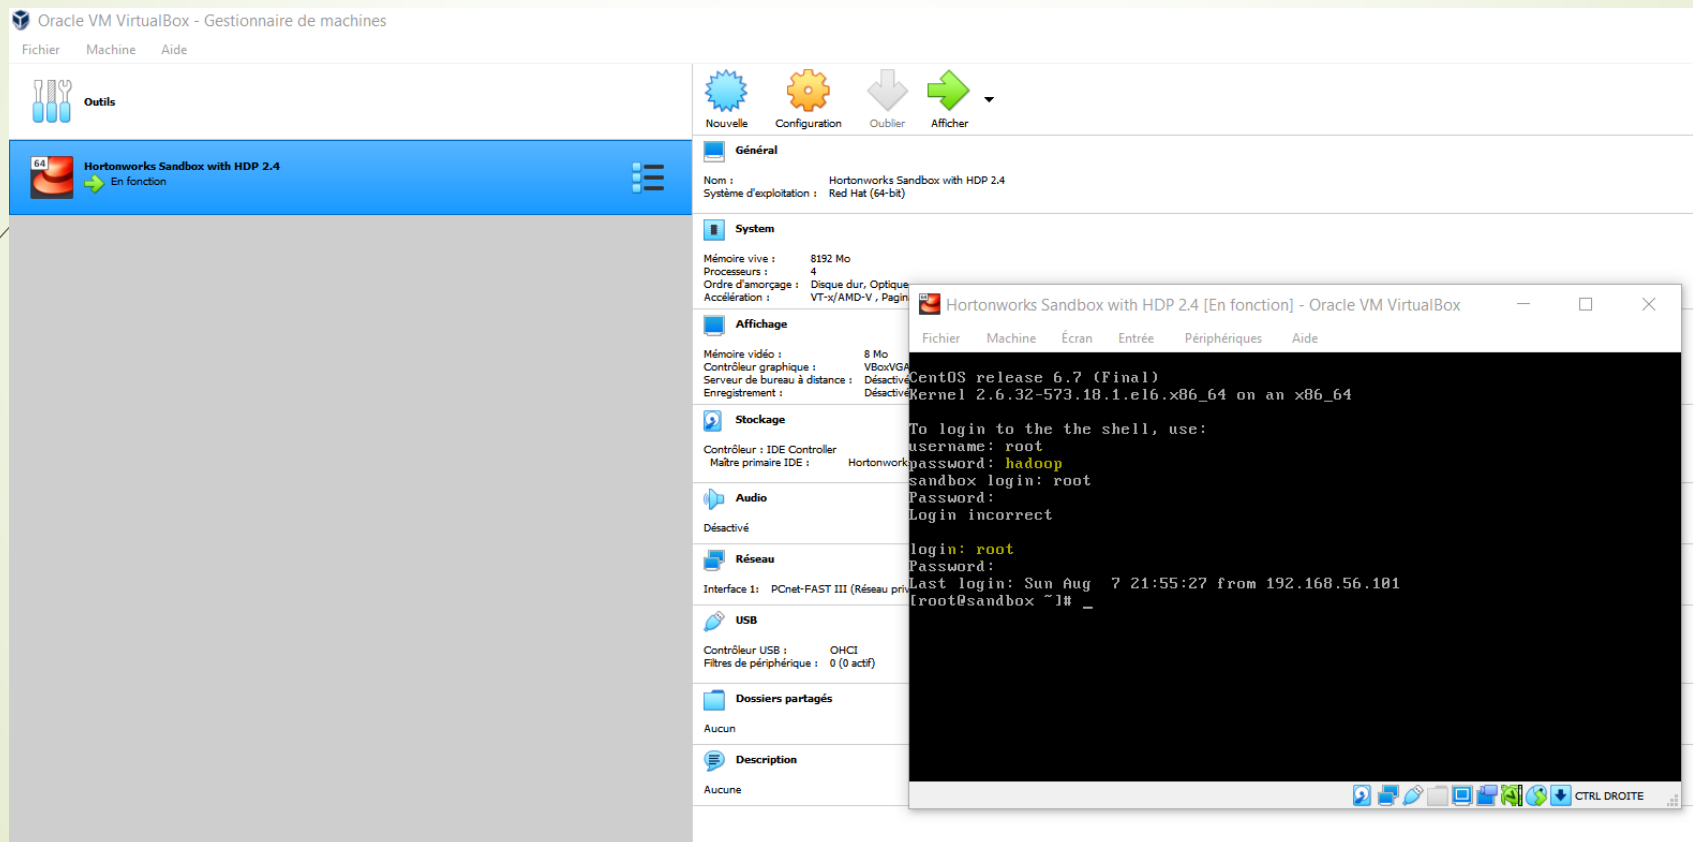 Oracle VM VirtualBox - Gestionnaire de machines
Fichier Machine Aide
Outils
64
Hortonworks Sandbox with HDP 2.4
En fonction
Nouvelle Configuration Oublier Afficher
Général
Nom : Hortonworks Sandbox with HDP 2.4
Système d'exploitation : Red Hat (64-bit)
System
Mémoire vive : 8192 Mo
Processeurs : 4
Ordre d'amorçage : Disque dur, Optique
Accélération : VT-x/AMD-V , Pagin
Affichage
Mémoire vidéo : 8 Mo
Contrôleur graphique : VBoxVGA
Serveur de bureau à distance : Désactivé
Enregistrement : Désactivé
Stockage
Contrôleur : IDE Controller
Maître primaire IDE : Hortonwork
Audio
Désactivé
Réseau
Interface 1: PCnet-FAST III (Réseau priv
USB
Contrôleur USB : OHCI
Filtres de périphérique : 0 (0 actif)
Dossiers partagés
Aucun
Description
Aucune
Hortonworks Sandbox with HDP 2.4 [En fonction] - Oracle VM VirtualBox
Fichier Machine Écran Entrée Périphériques Aide
CentOS release 6.7 (Final)
Kernel 2.6.32-573.18.1.el6.x86_64 on an x86_64
To login to the the shell, use:
username: root
password: hadoop
sandbox login: root
Password:
Login incorrect
login: root
Password:
Last login: Sun Aug  7 21:55:27 from 192.168.56.101
[root@sandbox ~]# _
CTRL DROITE